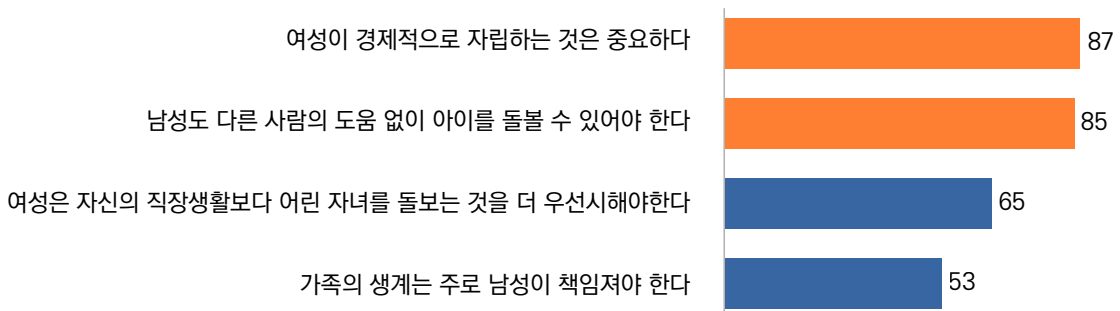 여성이 경제적으로 자립하는 것은 중요하다 87
남성도 다른 사람의 도움 없이 아이를 돌볼 수 있어야 한다 85
여성은 자신의 직장생활보다 어린 자녀를 돌보는 것을 더 우선시해야한다 65
가족의 생계는 주로 남성이 책임져야 한다 53